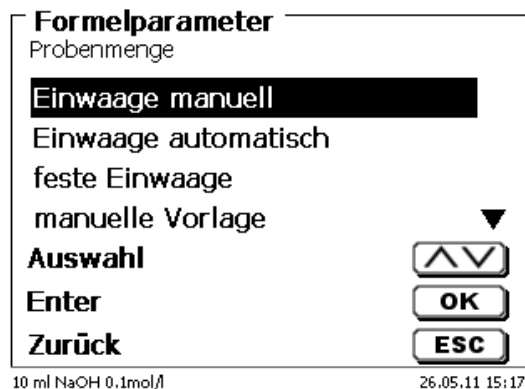 Formelparameter
Probenmenge
Einwaage manuell
Einwaage automatisch
feste Einwaage
manuelle Vorlage
Auswahl
Enter OK
Zurück ESC
10 ml NaOH 0.1mol/l 26.05.11 15:17